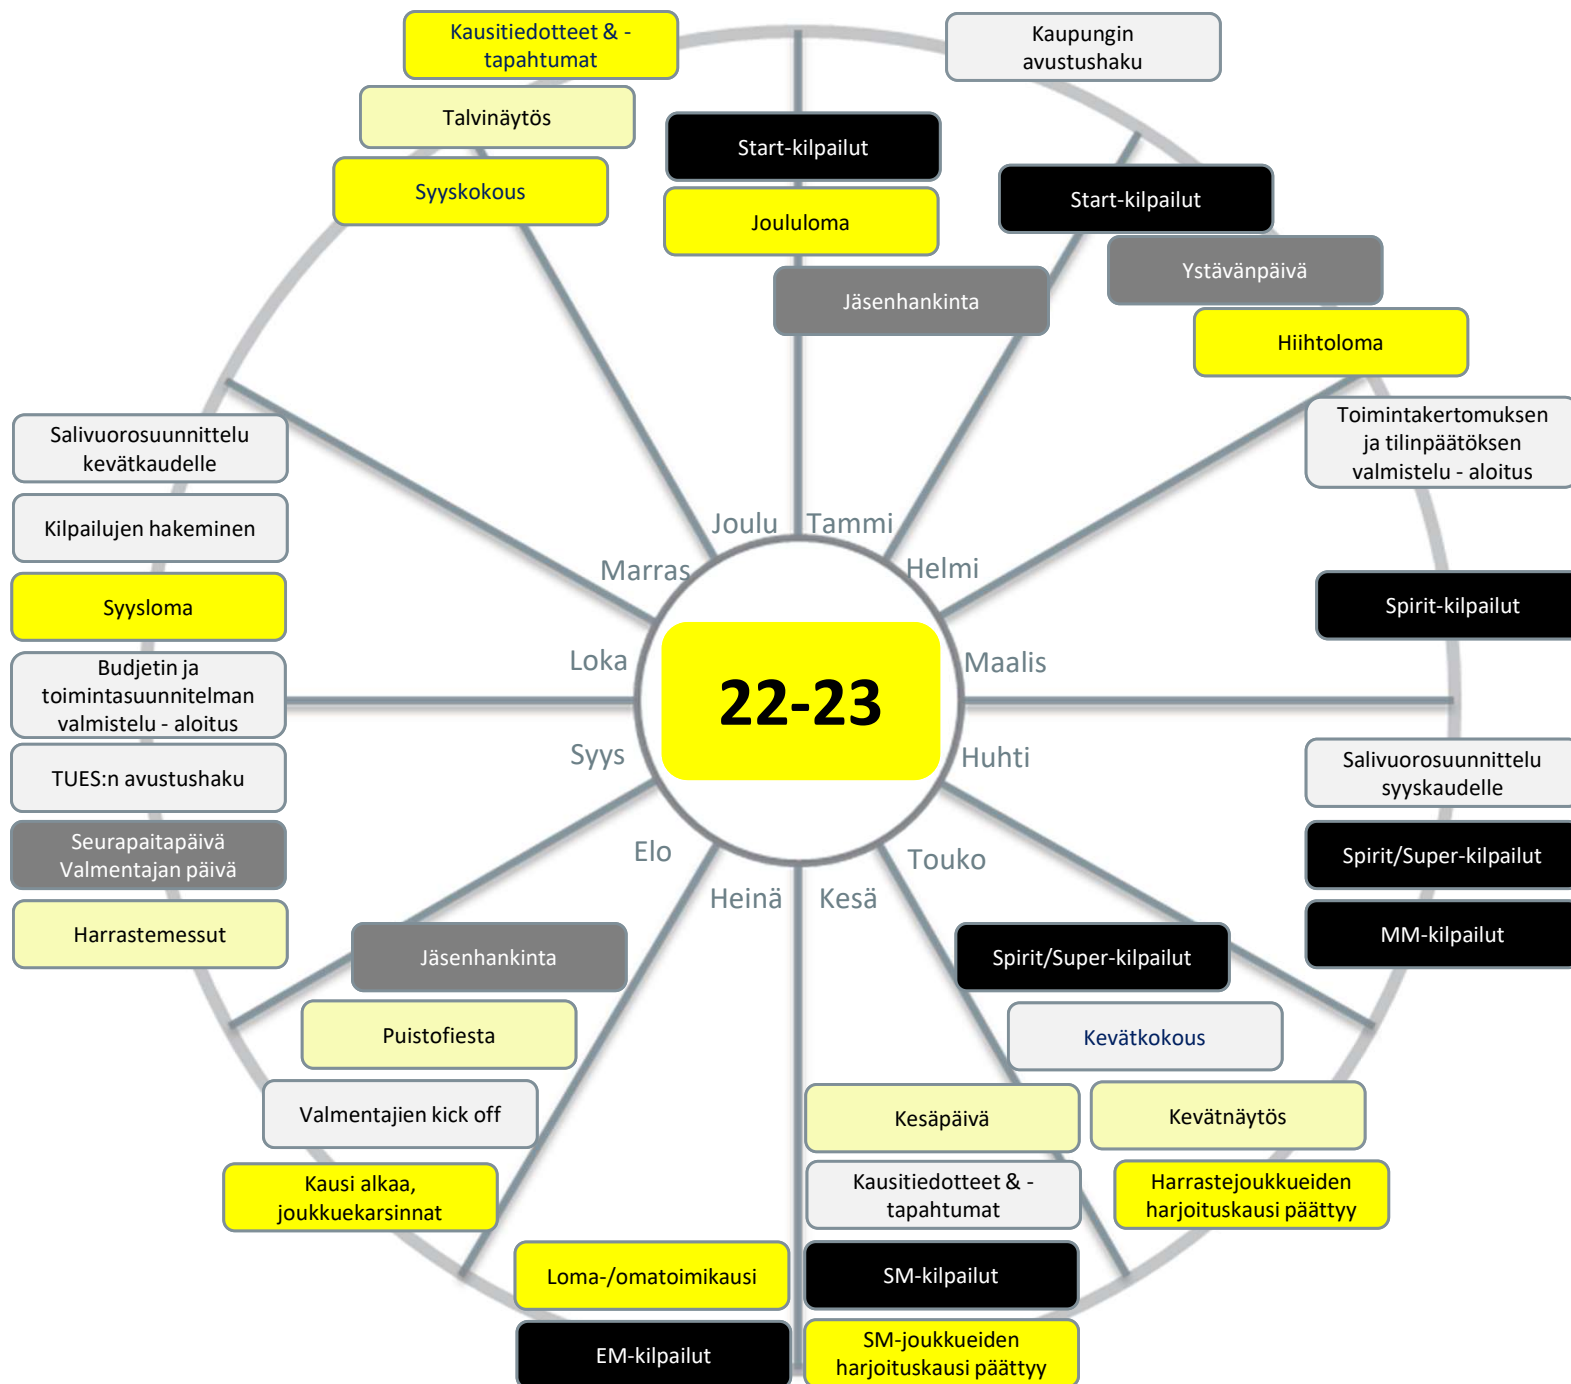 Kausitiedotteet & -
tapahtumat
Kaupungin
avustushaku
Talvinäytös
Start-kilpailut
Syyskokous
Start-kilpailut
Joululoma
Ystävänpäivä
Jäsenhankinta
Hiihtoloma
Salivuorosuunnittelu
kevätkaudelle
Toimintakertomuksen
ja tilinpäätöksen
valmistelu - aloitus
Kilpailujen hakeminen
Joulu
Tammi
Marras
Helmi
Syysloma
Spirit-kilpailut
Loka
Maalis
Budjetin ja
toimintasuunnitelman
valmistelu - aloitus
22-23
Syys
Huhti
TUES:n avustushaku
Salivuorosuunnittelu
syyskaudelle
Seurapaitapäivä
Valmentajan päivä
Elo
Touko
Spirit/Super-kilpailut
Heinä
Kesä
Harrastemessut
MM-kilpailut
Jäsenhankinta
Spirit/Super-kilpailut
Puistofiesta
Kevätkokous
Valmentajien kick off
Kesäpäivä
Kevätnäytös
Kausi alkaa,
joukkuekarsinnat
Kausitiedotteet & -
tapahtumat
Harrastejoukkueiden
harjoituskausi päättyy
Loma-/omatoimikausi
SM-kilpailut
EM-kilpailut
SM-joukkueiden
harjoituskausi päättyy